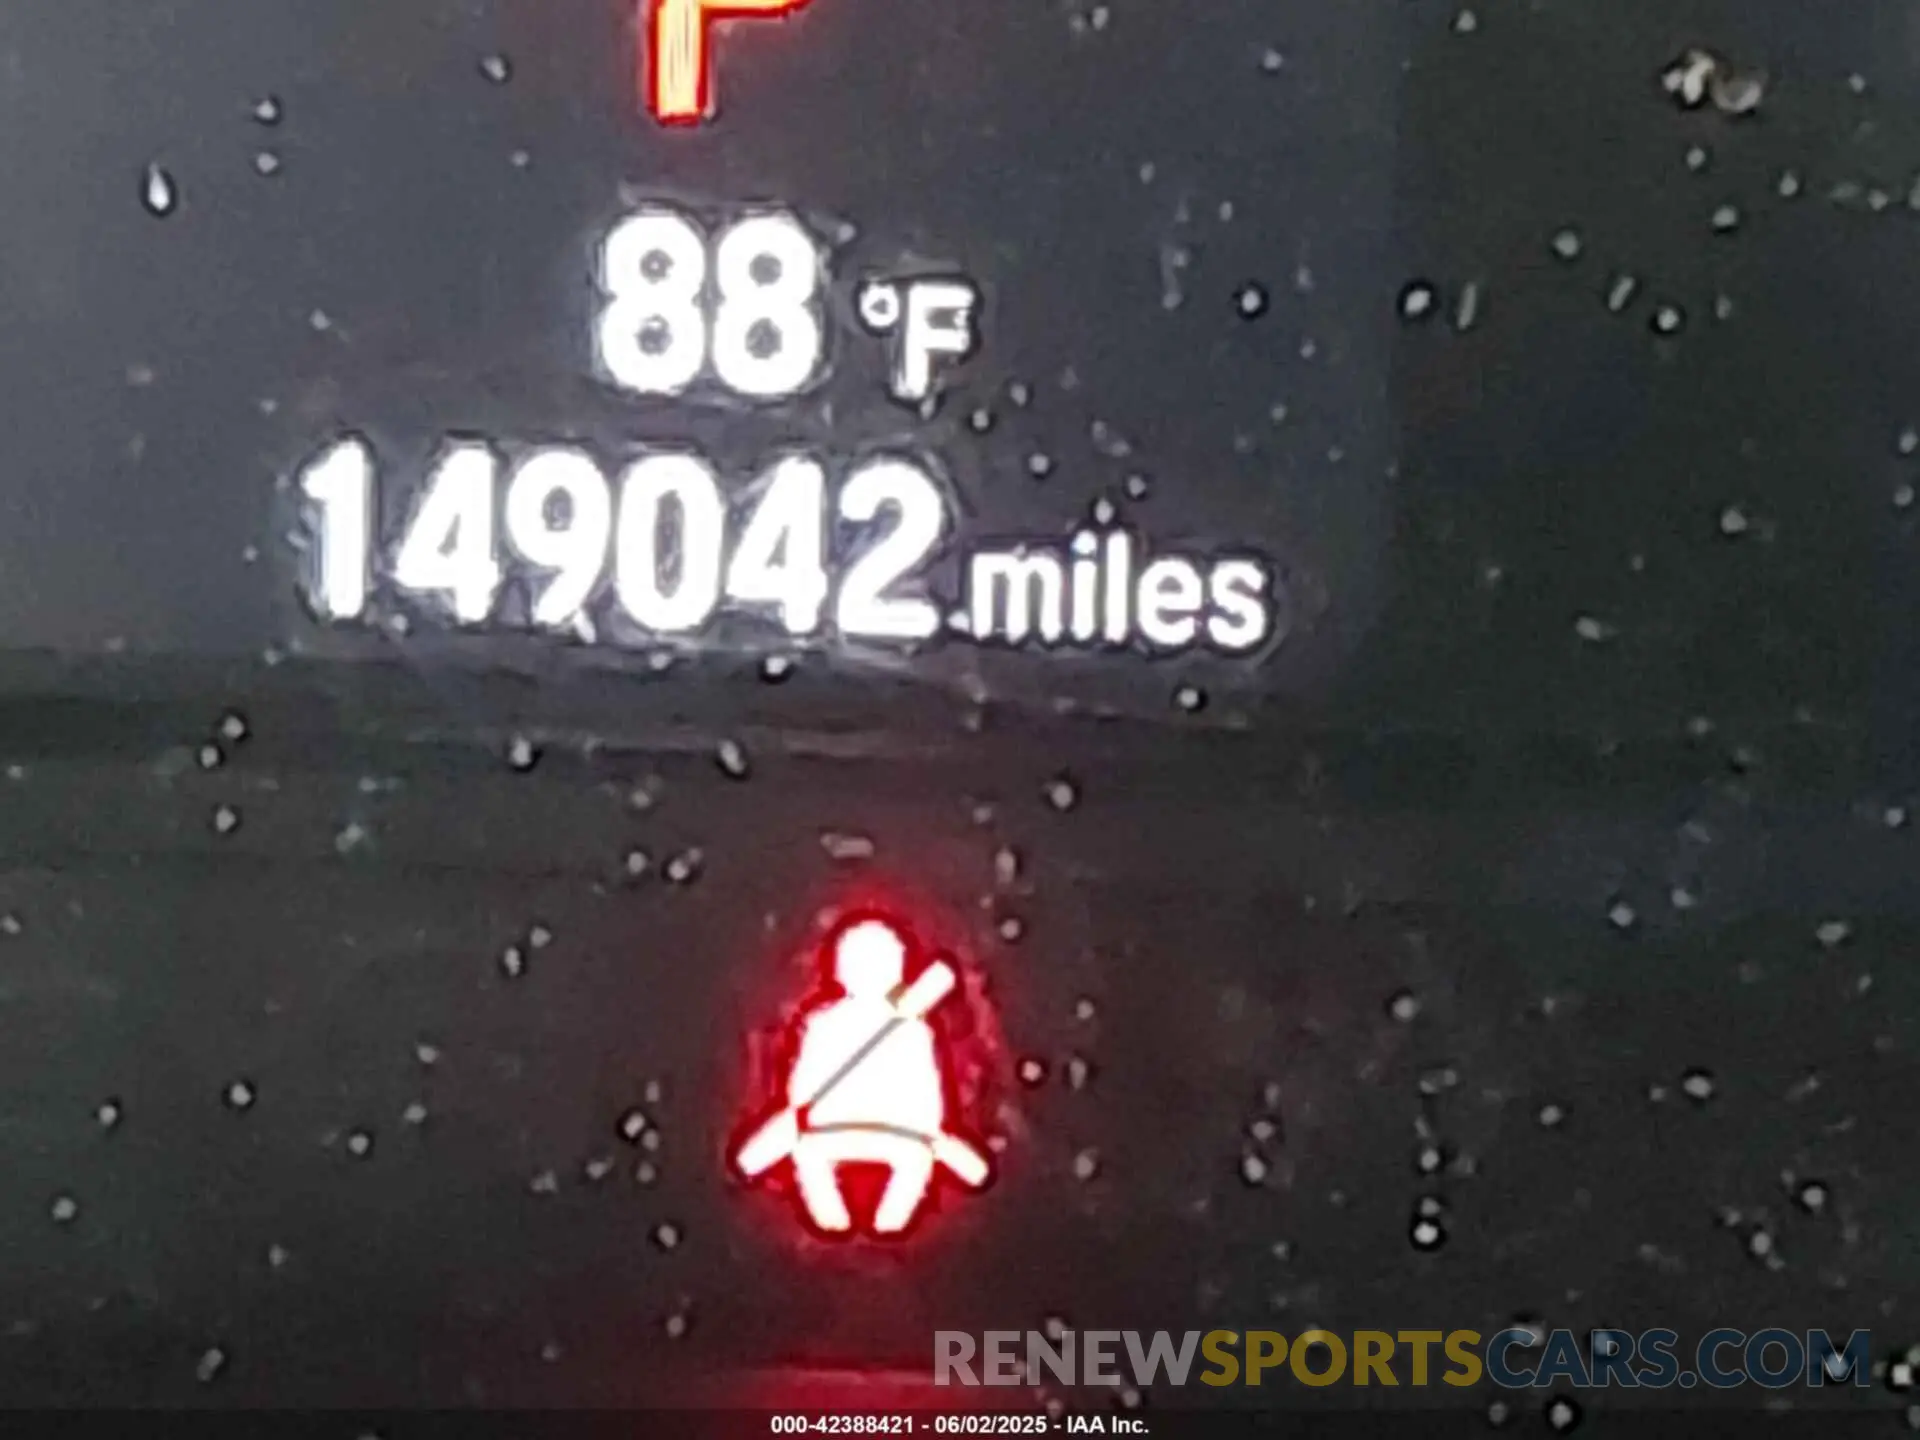 P
88 °F
149042 miles
RENEWSPORTSCARS.COM
000-42388421 - 06/02/2025 - IAA Inc.